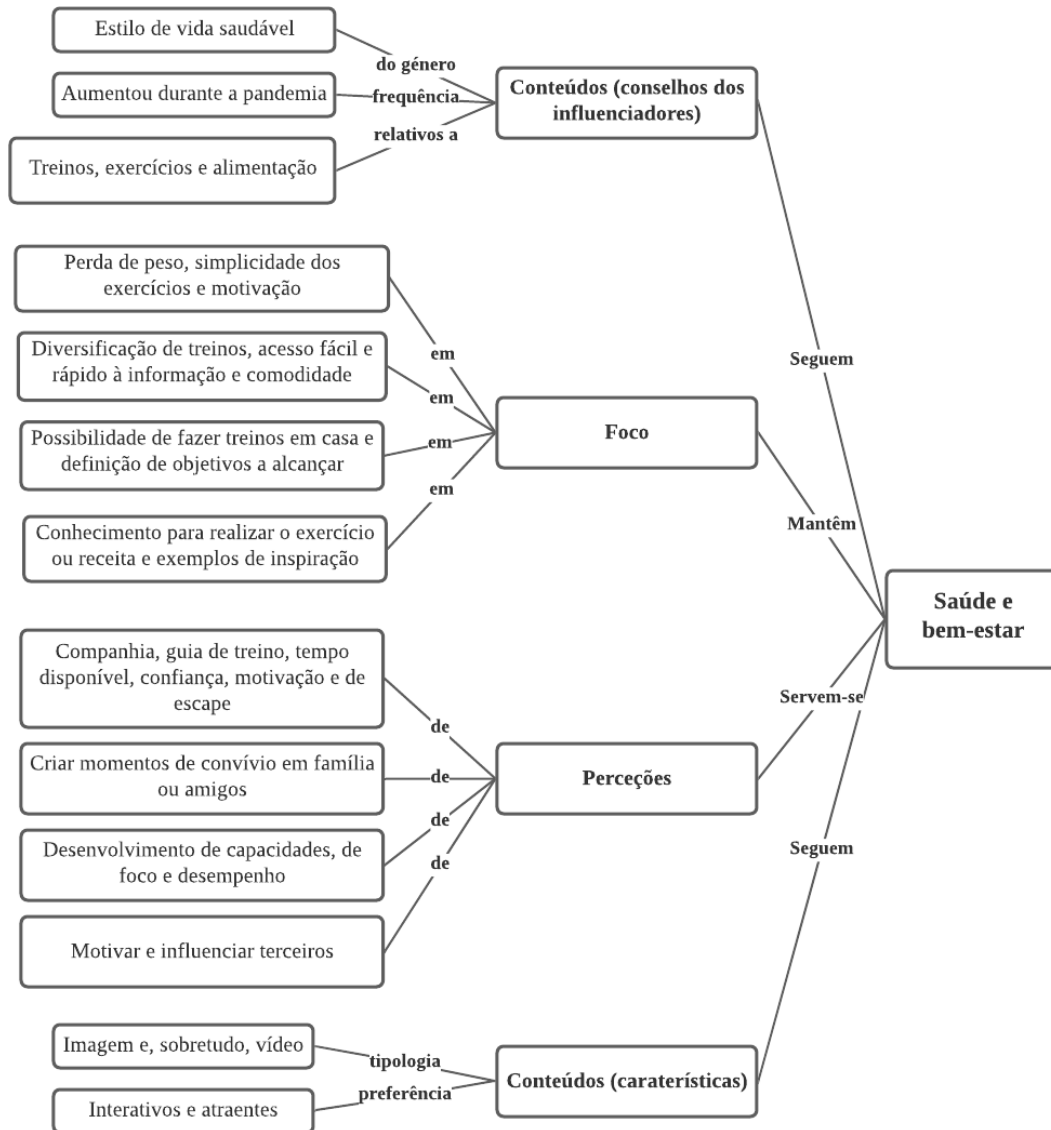 Estilo de vida saudável
do género
Aumentou durante a pandemia
frequência
relativos a
Treinos, exercícios e alimentação
Conteúdos (conselhos dos
influenciadores)
Seguem
Perda de peso, simplicidade dos
exercícios e motivação
em
Diversificação de treinos, acesso fácil e
rápido à informação e comodidade
em
Possibilidade de fazer treinos em casa e
definição de objetivos a alcançar
em
Conhecimento para realizar o exercício
ou receita e exemplos de inspiração
em
Foco
Mantêm
Saúde e
bem-estar
Companhia, guia de treino, tempo
disponível, confiança, motivação e de
escape
de
Criar momentos de convívio em família
ou amigos
de
Desenvolvimento de capacidades, de
foco e desempenho
de
Motivar e influenciar terceiros
de
Perceções
Servem-se
Seguem
Imagem e, sobretudo, vídeo
tipologia
Interativos e atraentes
preferência
Conteúdos (caraterísticas)